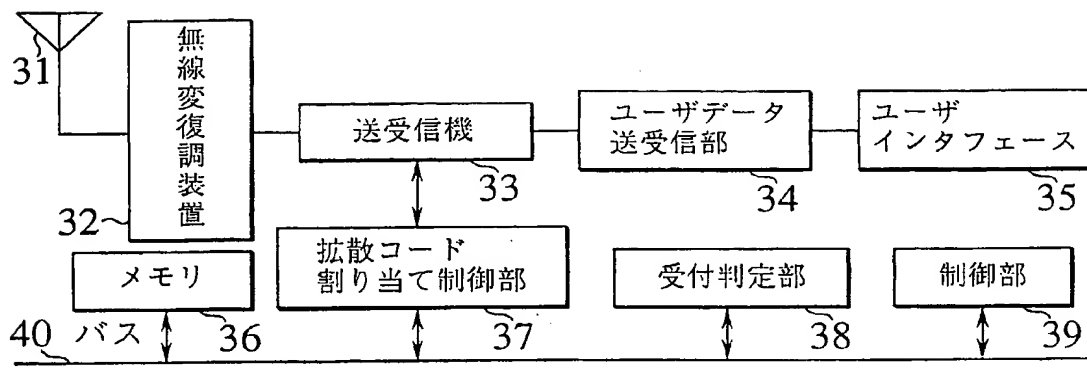 31
無線変復調装置
32
送受信機
33
ユーザデータ
送受信部
34
ユーザ
インタフェース
35
メモリ
36
拡散コード
割り当て制御部
37
受付判定部
38
制御部
39
40
バス